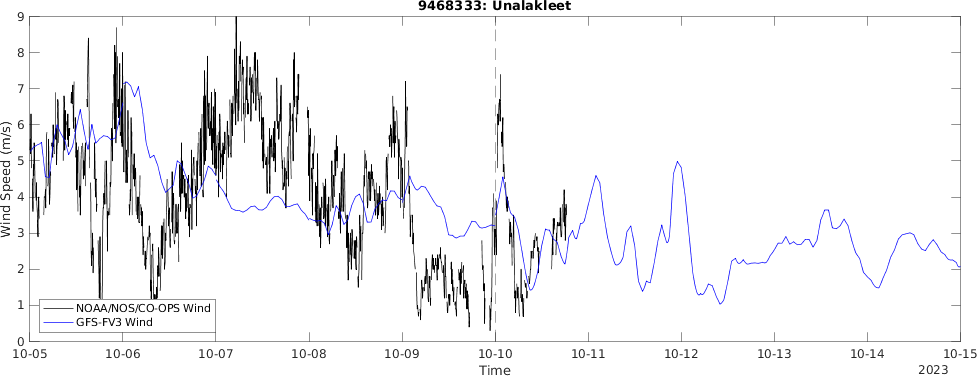 9468333: Unalakleet
9
8
7
6
5
4
3
2
1
0
Wind Speed (m/s)
NOAA/NOS/CO-OPS Wind
GFS-FV3 Wind
10-05 10-06 10-07 10-08 10-09 10-10 10-11 10-12 10-13 10-14 10-15
Time
2023